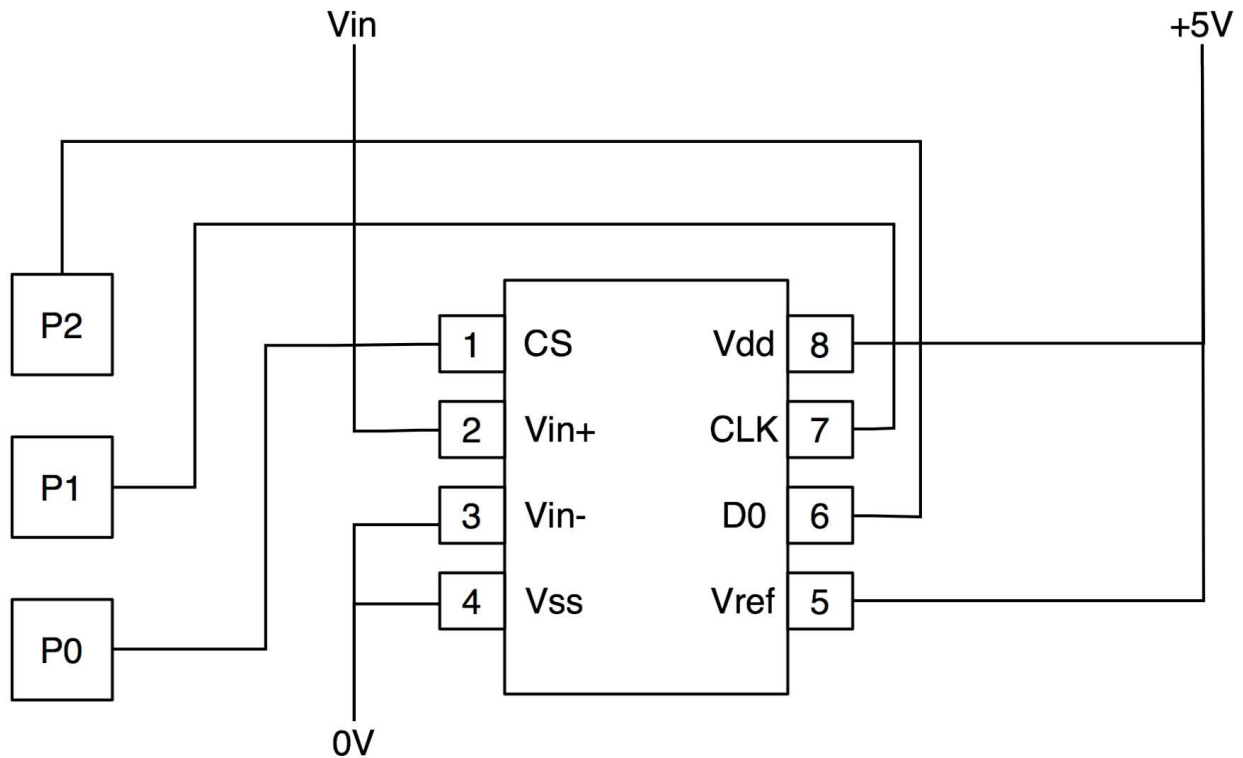 Vin
+5V
P2
1 CS
Vdd 8
2 Vin+
CLK 7
P1
3 Vin-
D0 6
4 Vss
Vref 5
P0
0V